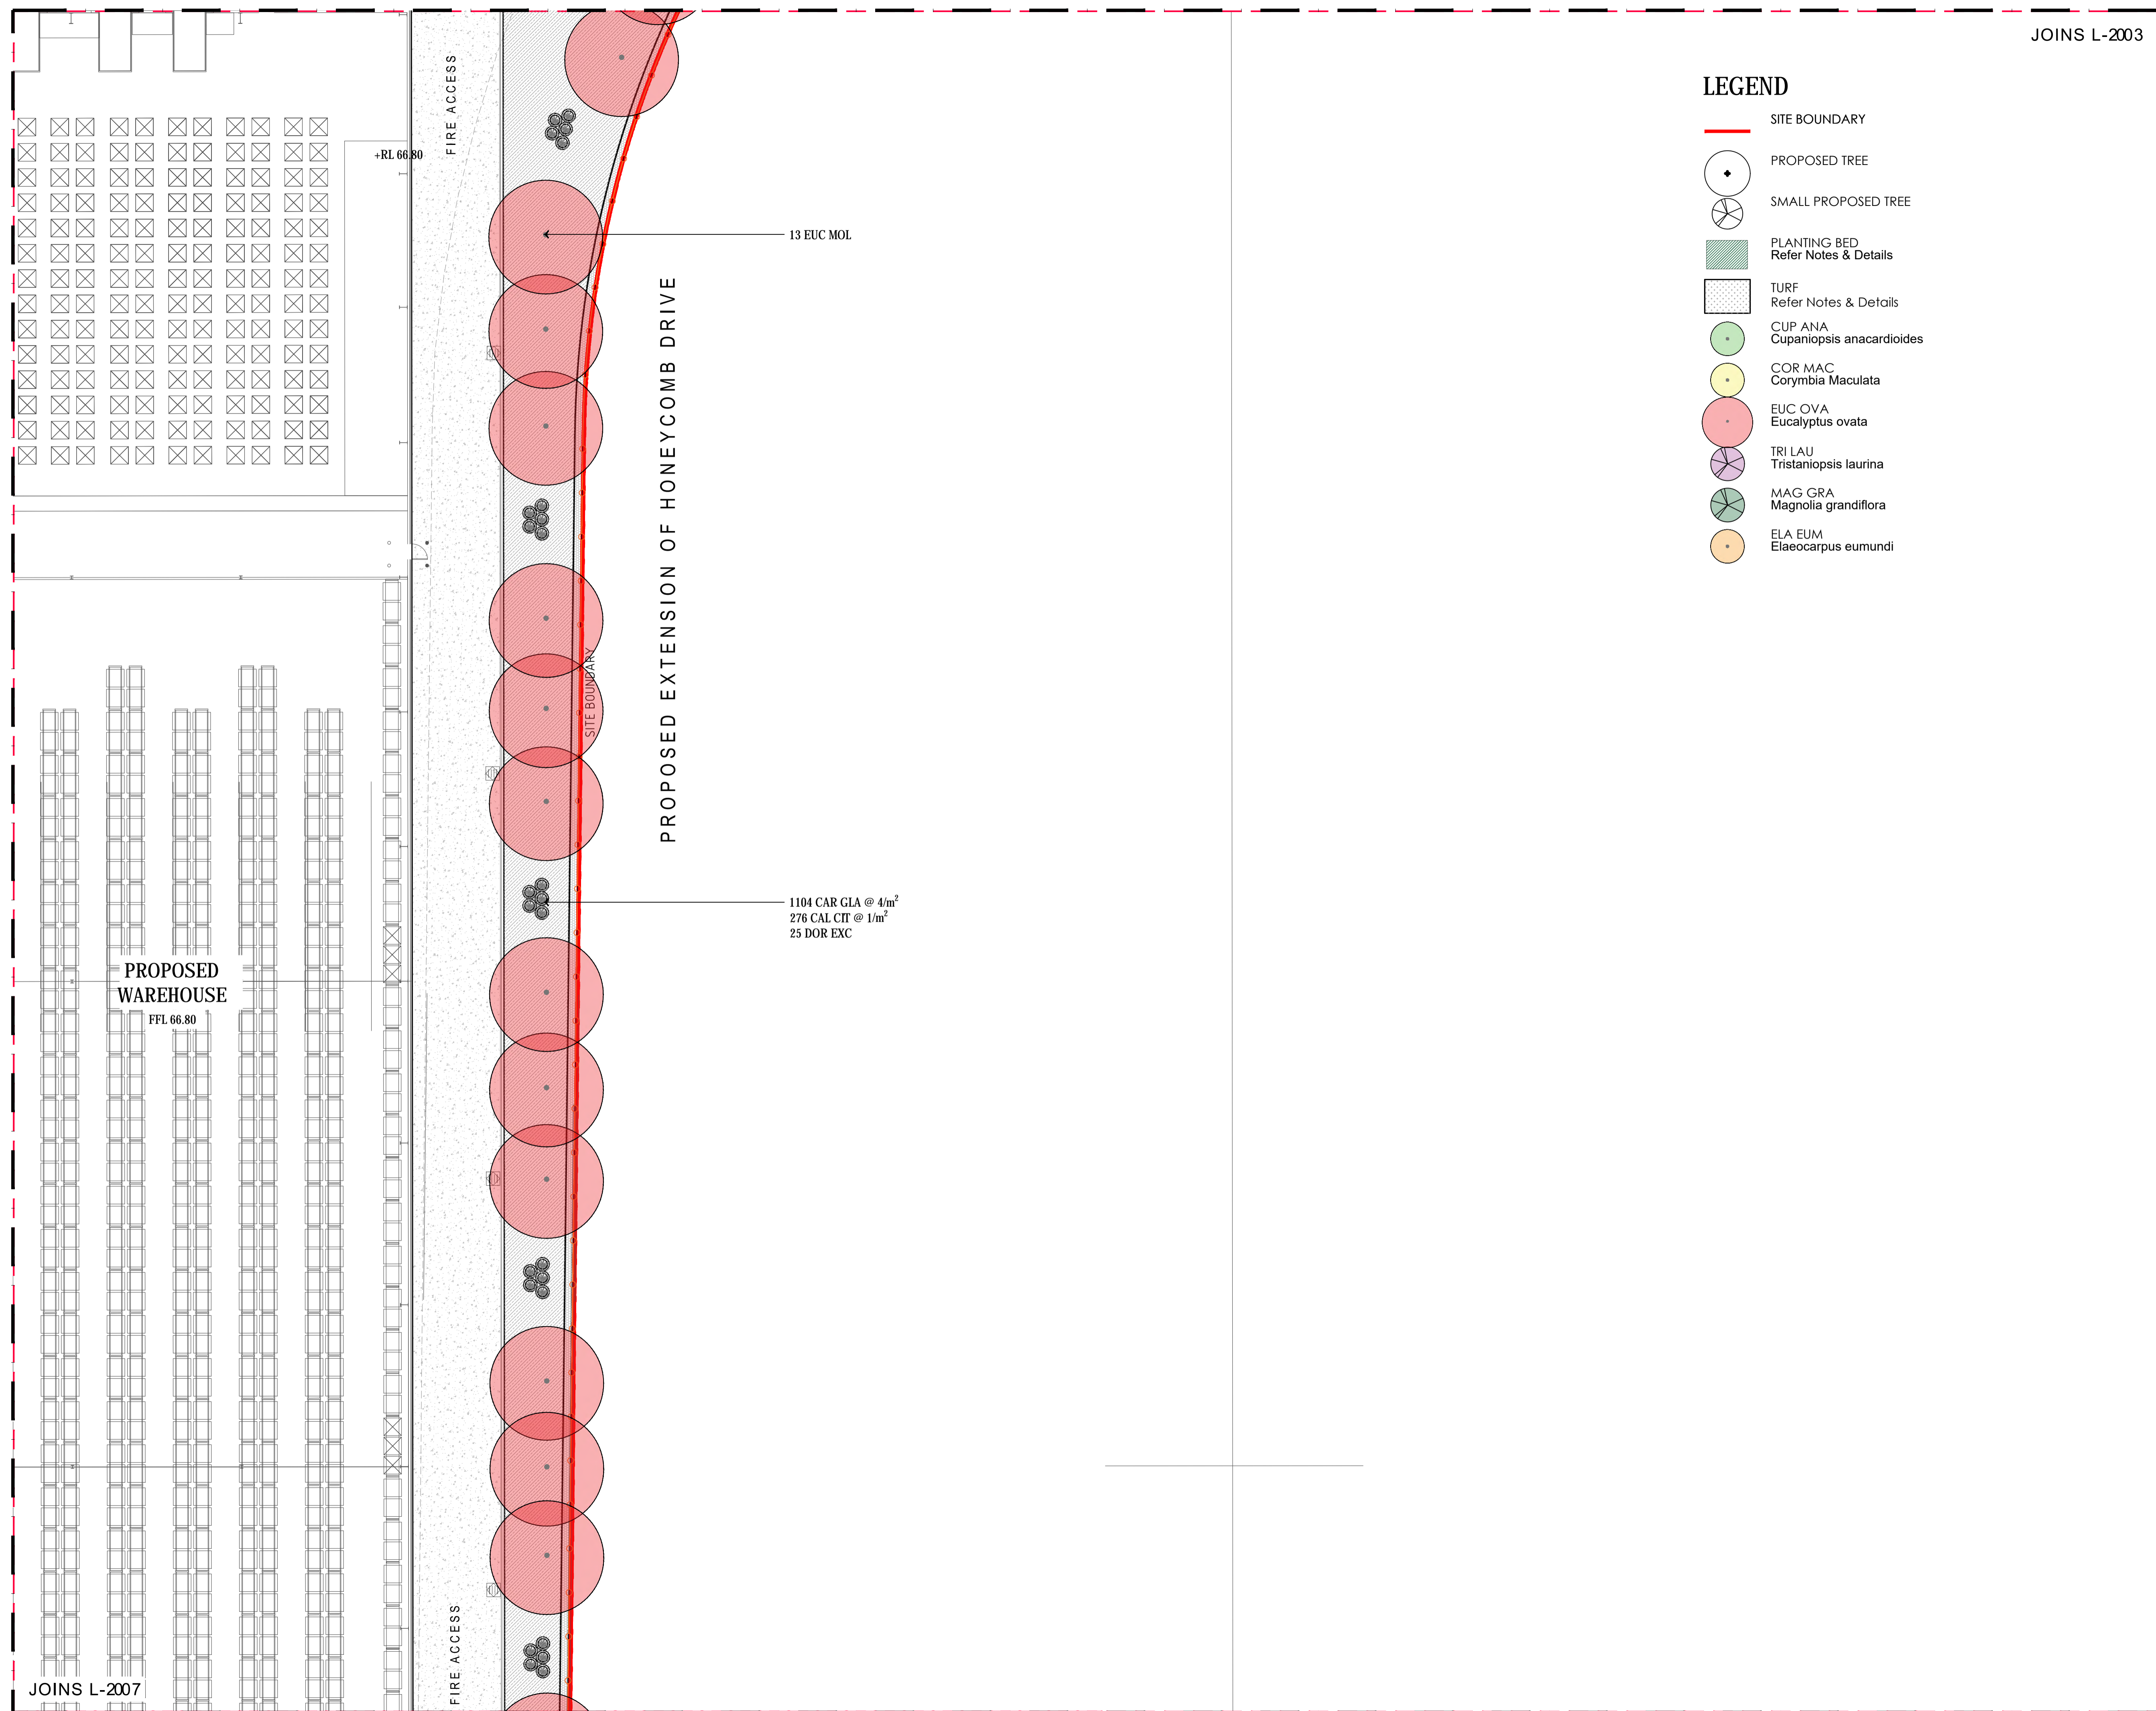 JOINS L-2003
LEGEND
SITE BOUNDARY
PROPOSED TREE
SMALL PROPOSED TREE
PLANTING BED
Refer Notes & Details
TURF
Refer Notes & Details
CUP ANA
Cupaniopsis anacardioides
COR MAC
Corymbia Maculata
EUC OVA
Eucalyptus ovata
TRI LAU
Tristaniopsis laurina
MAG GRA
Magnolia grandiflora
ELA EUM
Elaeocarpus eumundi
FIRE ACCESS
+RL 66.80
13 EUC MOL
PROPOSED EXTENSION OF HONEYCOMB DRIVE
SITE BOUNDARY
1104 CAR GLA @ 4/m²
276 CAL CIT @ 1/m²
25 DOR EXC
PROPOSED
WAREHOUSE
FFL 66.80
FIRE ACCESS
JOINS L-2007